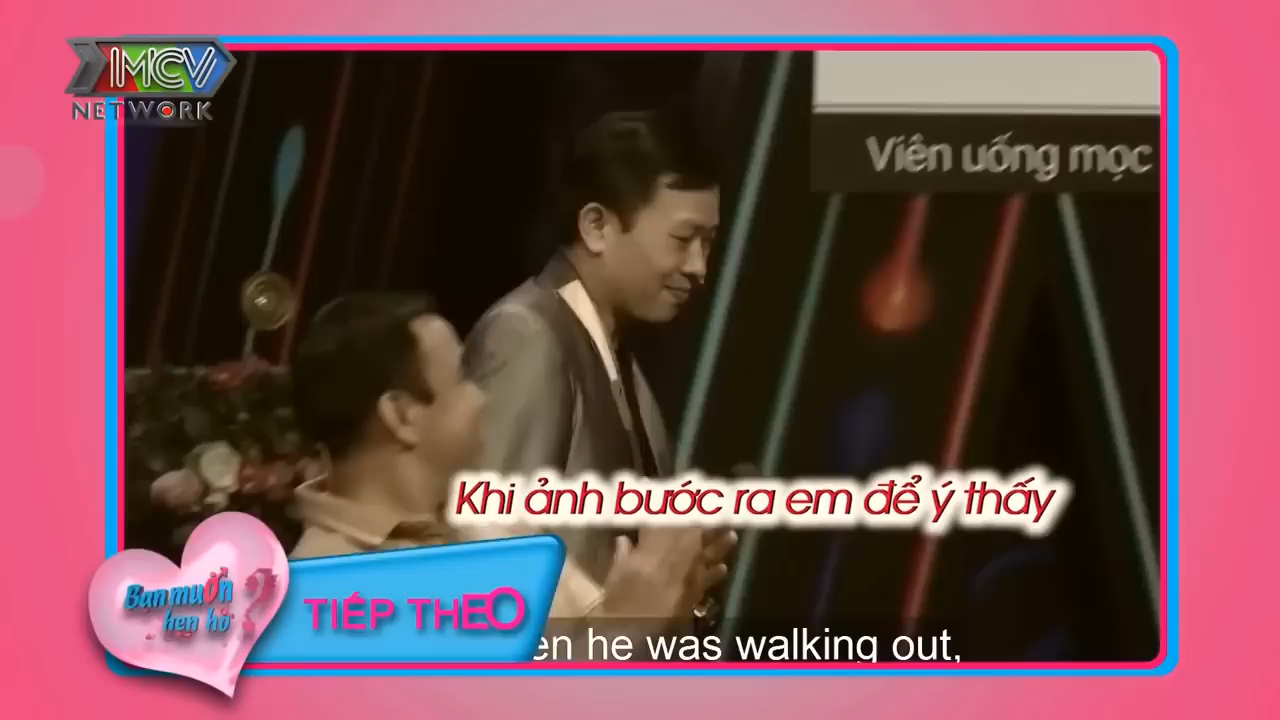 MCV
NETWORK
Viên uống mọc
Khi ảnh bước ra em để ý thấy
Bạn muốn
hẹn hò ?
TIẾP THEO
en he was walking out,